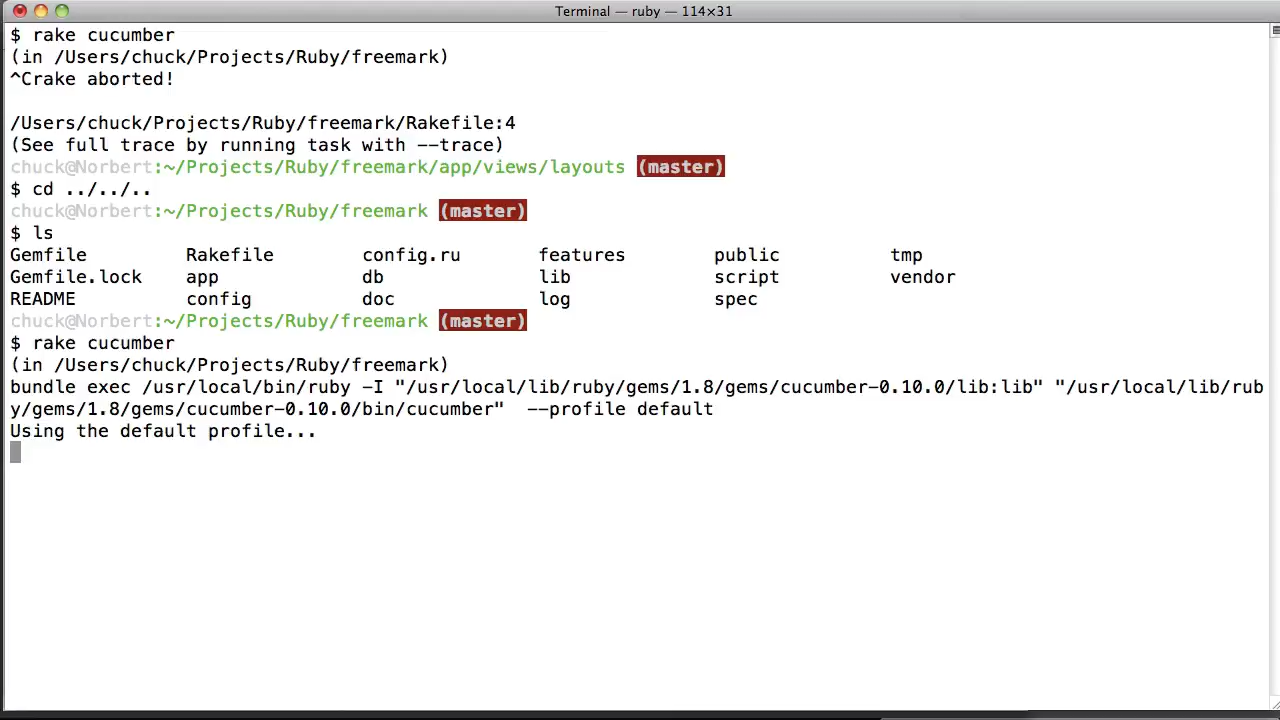 Terminal — ruby — 114×31
$ rake cucumber
(in /Users/chuck/Projects/Ruby/freemark)
^Crake aborted!
/Users/chuck/Projects/Ruby/freemark/Rakefile:4
(See full trace by running task with --trace)
chuck@Norbert:~/Projects/Ruby/freemark/app/views/layouts (master)
$ cd ../../..
chuck@Norbert:~/Projects/Ruby/freemark (master)
$ ls
Gemfile Rakefile config.ru features public tmp
Gemfile.lock app db lib script vendor
README config doc log spec
chuck@Norbert:~/Projects/Ruby/freemark (master)
$ rake cucumber
(in /Users/chuck/Projects/Ruby/freemark)
bundle exec /usr/local/bin/ruby -I "/usr/local/lib/ruby/gems/1.8/gems/cucumber-0.10.0/lib:lib" "/usr/local/lib/rub
y/gems/1.8/gems/cucumber-0.10.0/bin/cucumber"  --profile default
Using the default profile...